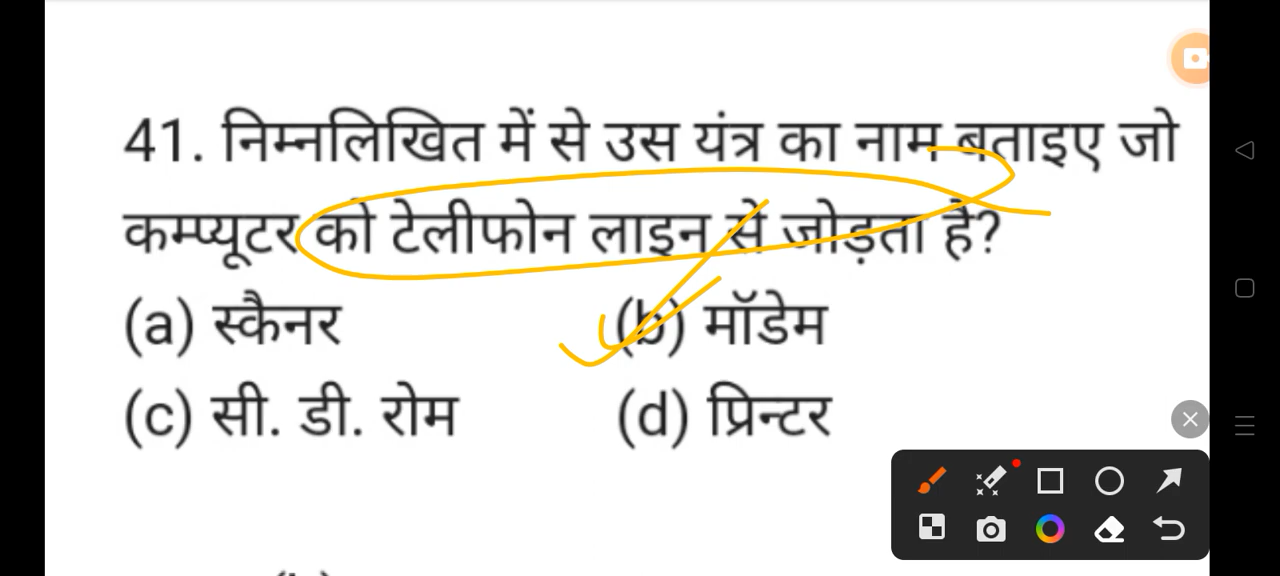 41. निम्नलिखित में से उस यंत्र का नाम बताइए जो
कम्प्यूटर को टेलीफोन लाइन से जोड़ता है?
(a) स्कैनर (b) मॉडेम
(c) सी. डी. रोम (d) प्रिन्टर